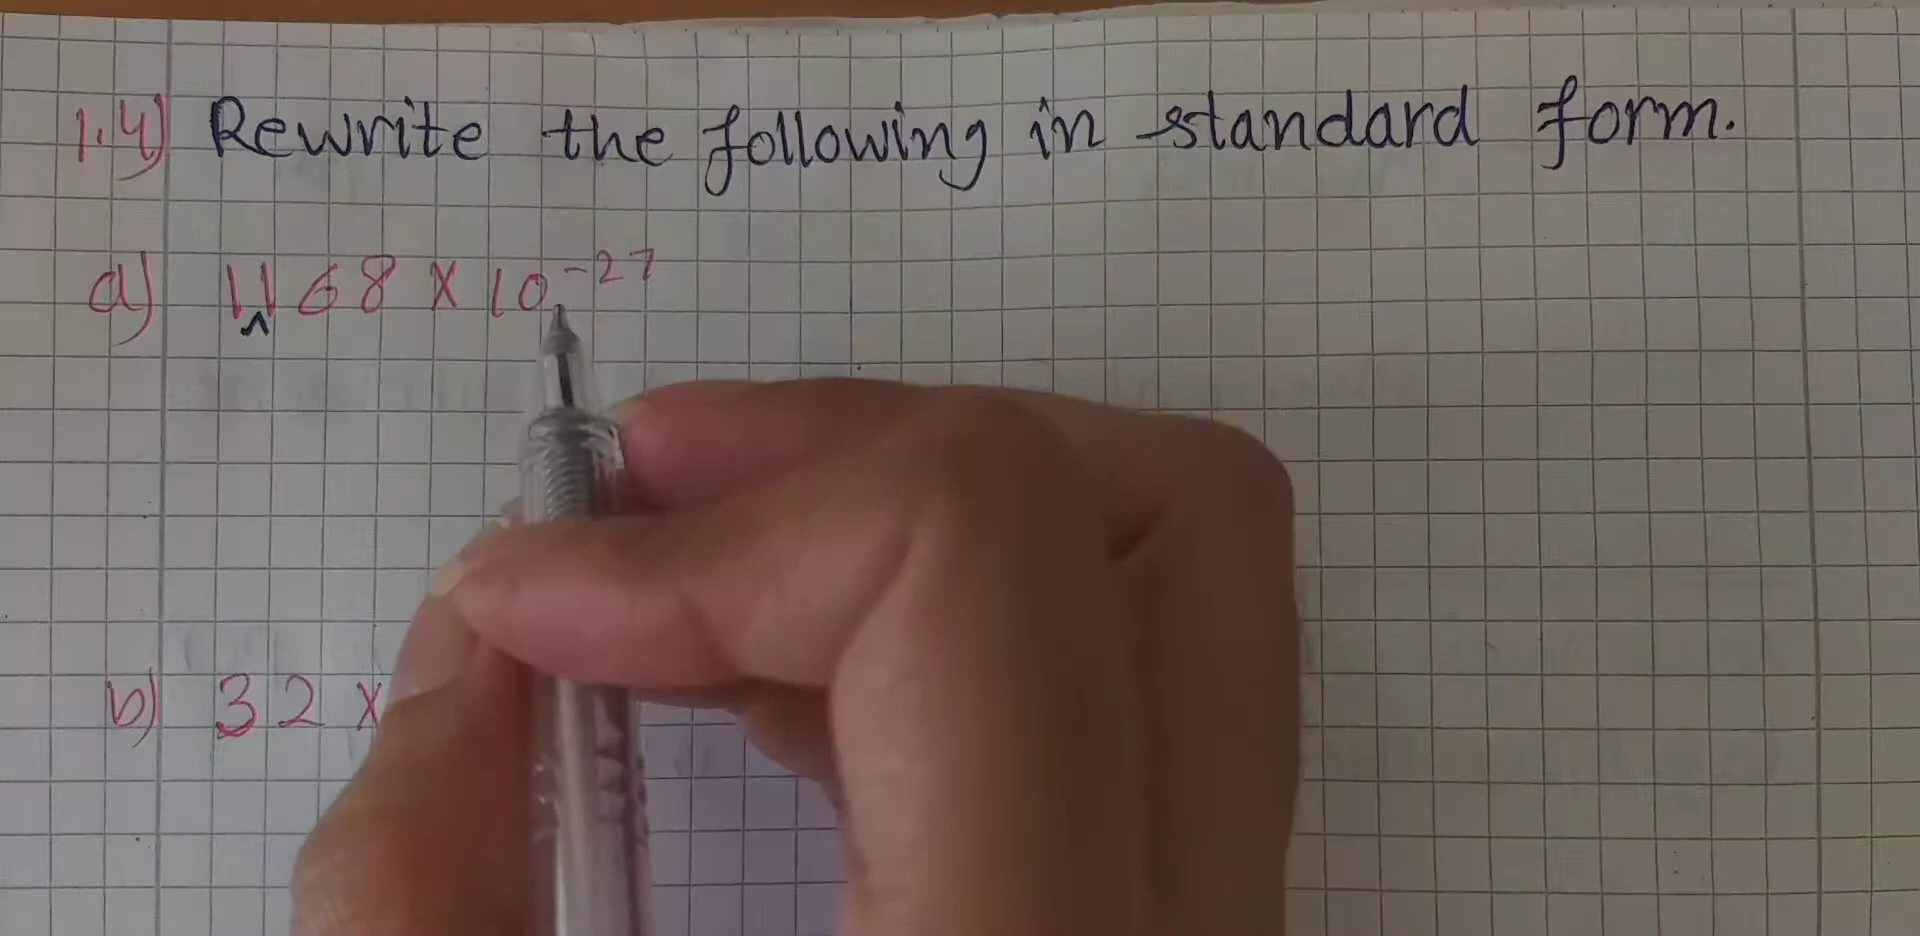 1.4) Rewrite the following in standard form.
a) 1168 x 10⁻²⁷
b) 32 x